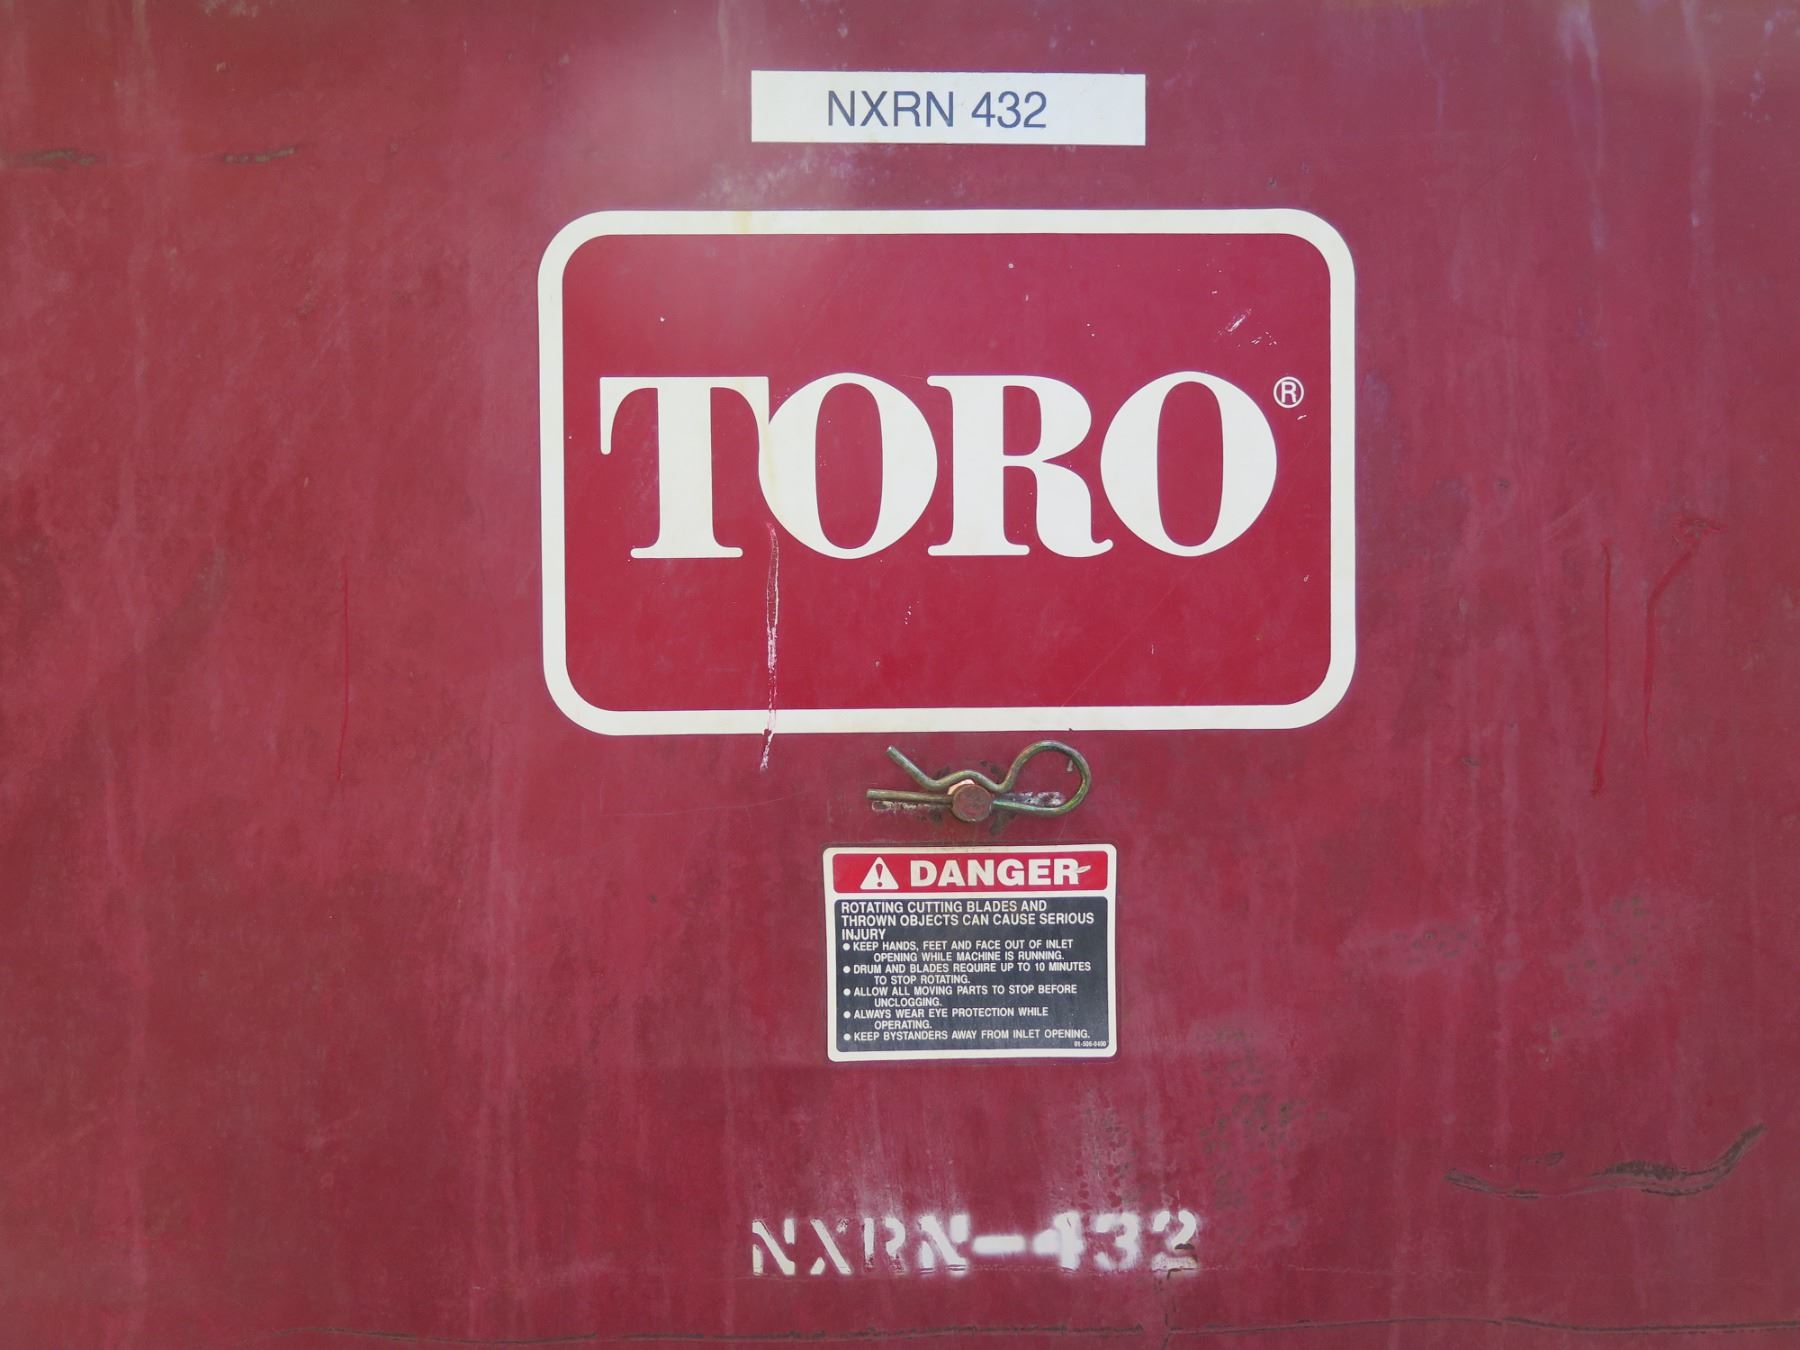 NXRN 432
TORO®
DANGER
ROTATING CUTTING BLADES AND
THROWN OBJECTS CAN CAUSE SERIOUS
INJURY
● KEEP HANDS, FEET AND FACE OUT OF INLET
OPENING WHILE MACHINE IS RUNNING.
● DRUM AND BLADES REQUIRE UP TO 10 MINUTES
TO STOP ROTATING.
● ALLOW ALL MOVING PARTS TO STOP BEFORE
UNCLOGGING.
● ALWAYS WEAR EYE PROTECTION WHILE
OPERATING.
● KEEP BYSTANDERS AWAY FROM INLET OPENING.
NXRN-432